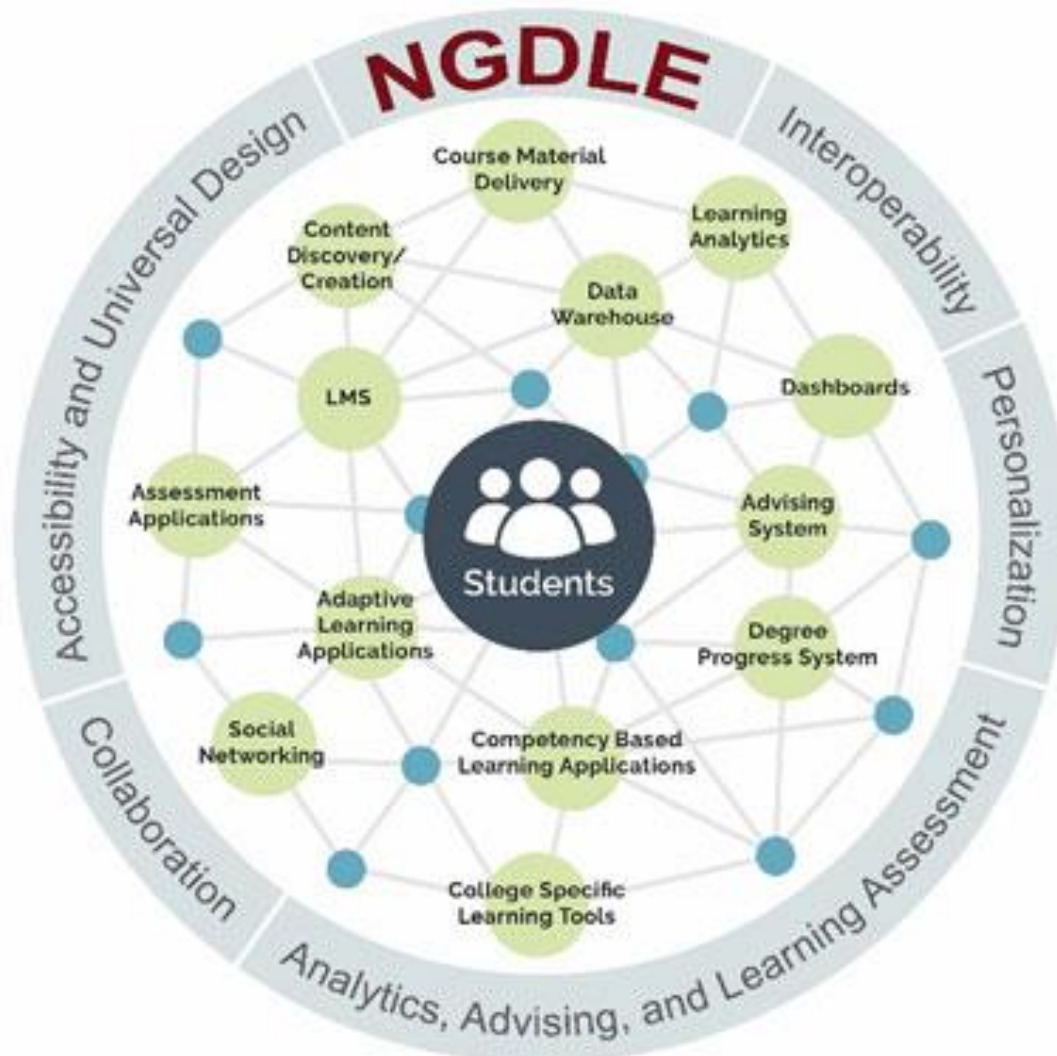 NGDLE
Interoperability
Personalization
Analytics, Advising, and Learning Assessment
Collaboration
Accessibility and Universal Design
Course Material
Delivery
Learning
Analytics
Content
Discovery/
Creation
Data
Warehouse
LMS
Dashboards
Assessment
Applications
Advising
System
Students
Adaptive
Learning
Applications
Degree
Progress System
Social
Networking
Competency Based
Learning Applications
College Specific
Learning Tools